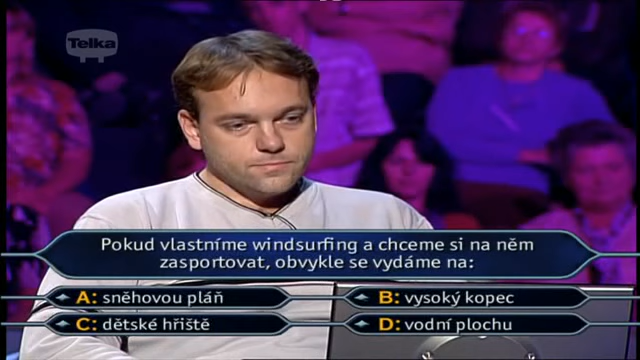 Telka
Pokud vlastníme windsurfing a chceme si na něm
zasportovat, obvykle se vydáme na:
A: sněhovou pláň
B: vysoký kopec
C: dětské hřiště
D: vodní plochu